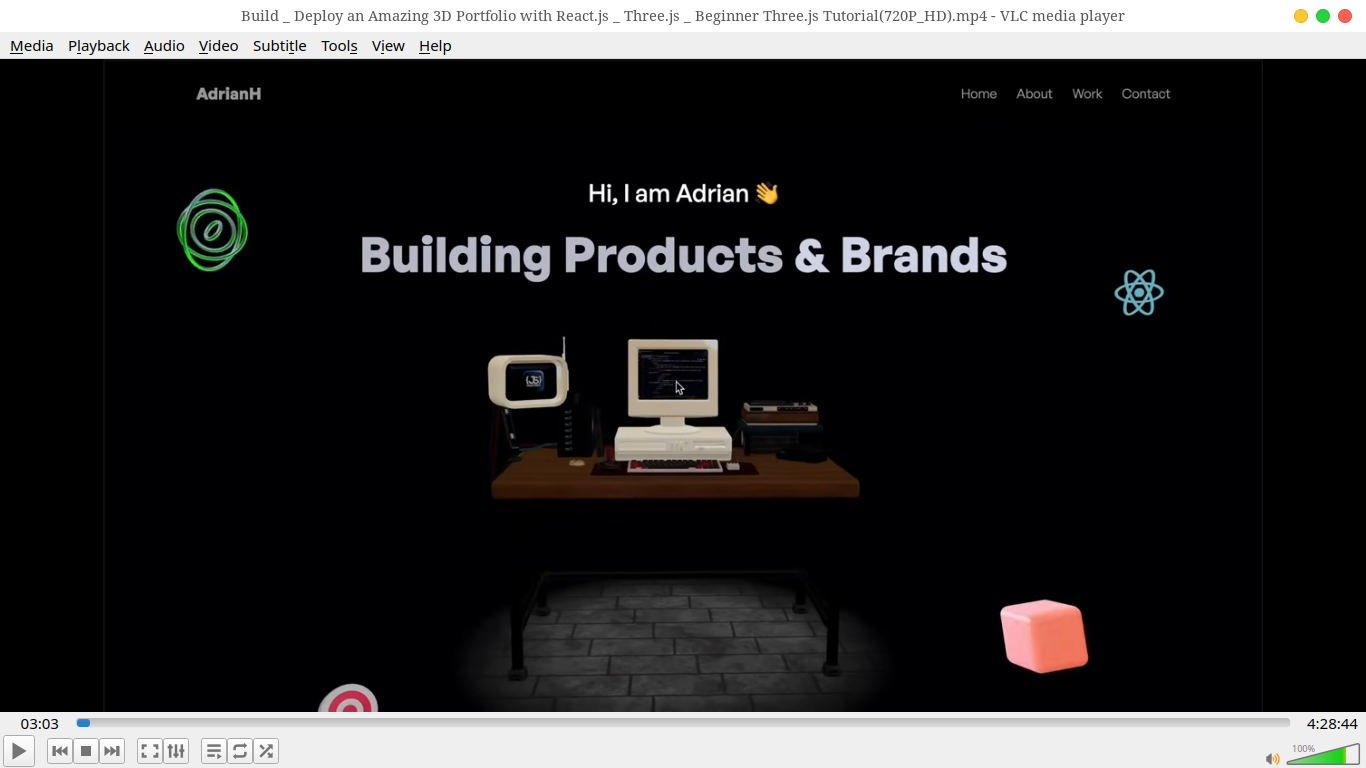 Build _ Deploy an Amazing 3D Portfolio with React.js _ Three.js _ Beginner Three.js Tutorial(720P_HD).mp4 - VLC media player
Media Playback Audio Video Subtitle Tools View Help
AdrianH Home About Work Contact
Hi, I am Adrian 👋
Building Products & Brands
03:03 4:28:44
100%